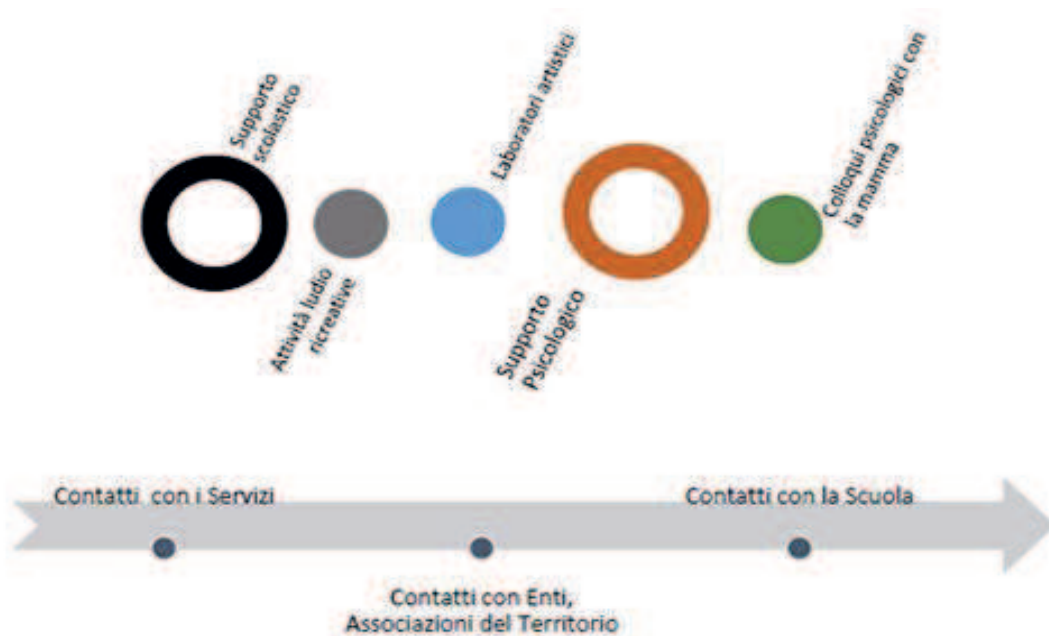 Supporto
scolastico
Attività ludio
ricreative
Laboratori artistici
Supporto
Psicologico
Colloqui psicologici con
la mamma
Contatti con i Servizi
Contatti con Enti,
Associazioni del Territorio
Contatti con la Scuola